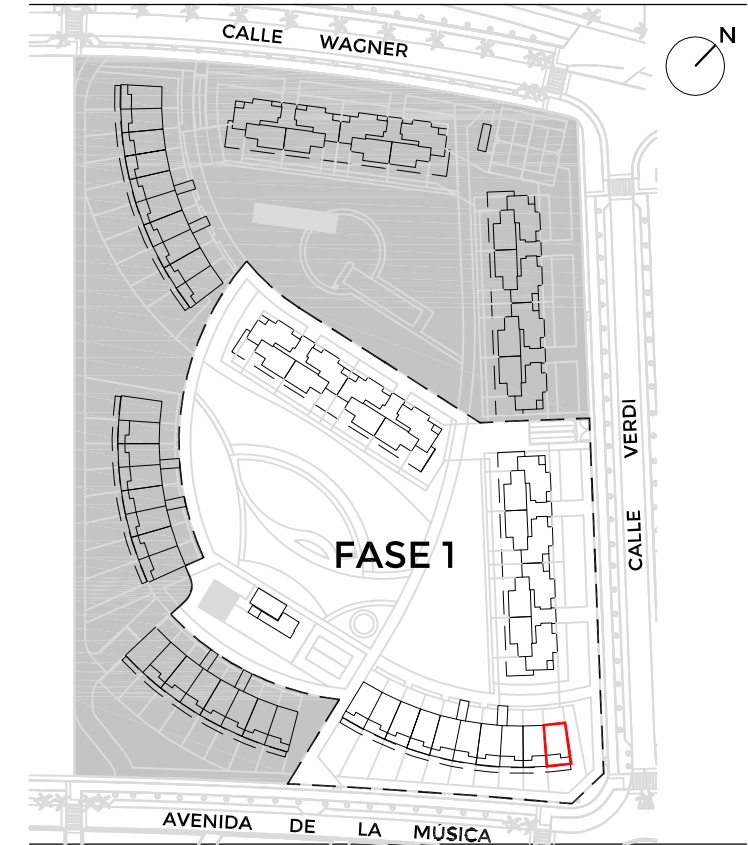 CALLE WAGNER
N
CALLE VERDI
FASE 1
AVENIDA DE LA MÚSICA